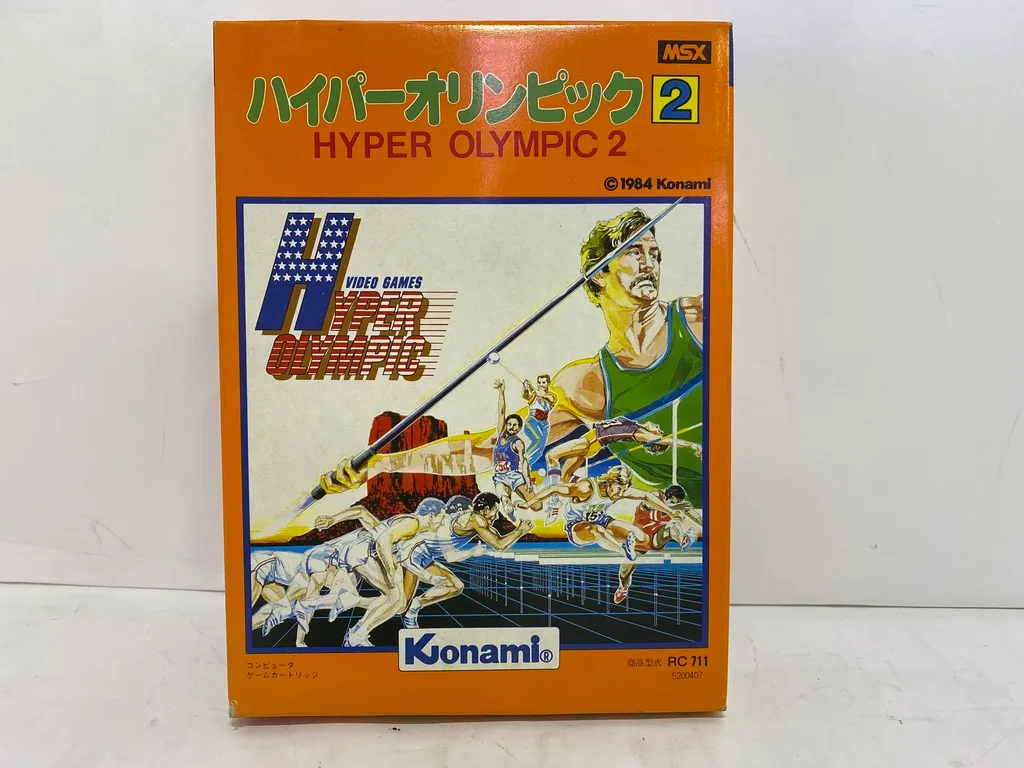 MSX
ハイパーオリンピック 2
HYPER OLYMPIC 2
©1984 Konami
VIDEO GAMES
HYPER
OLYMPIC
254
Konami®
コンピュータ
ゲームカートリッジ
商品型式 RC 711
5200407